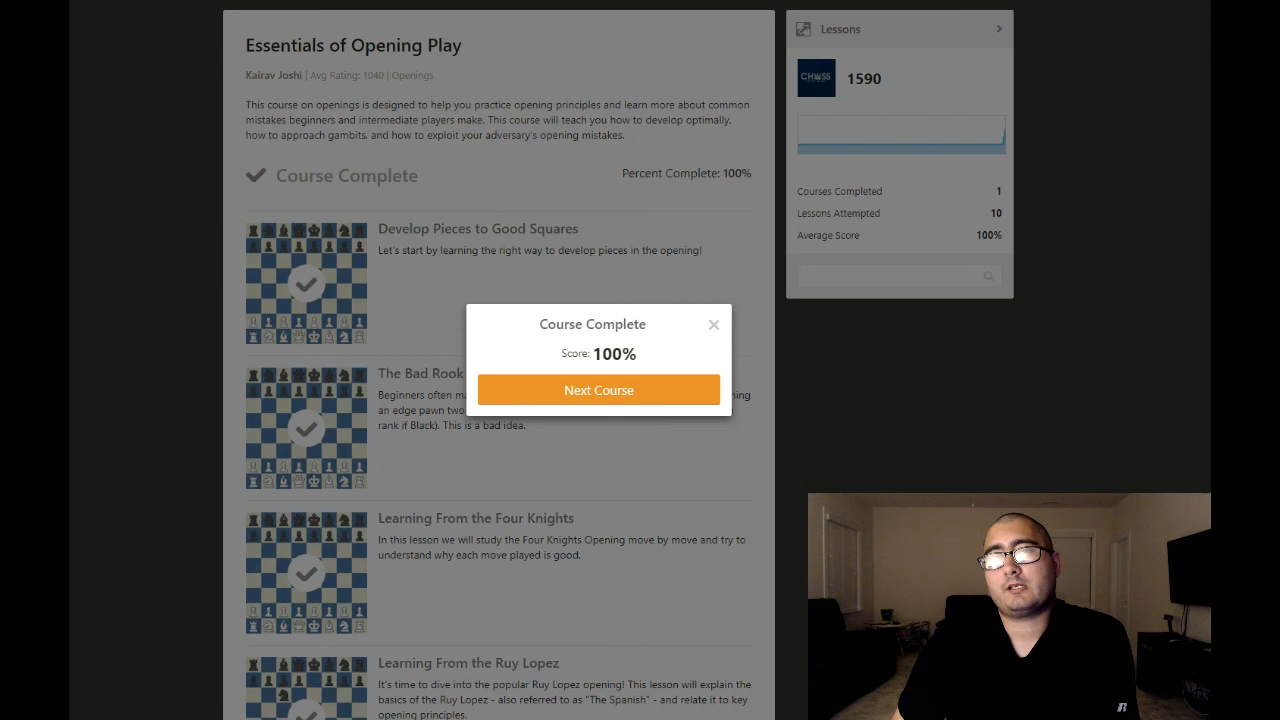 Essentials of Opening Play
Kairav Joshi | Avg Rating: 1040 | Openings
This course on openings is designed to help you practice opening principles and learn more about common
mistakes beginners and intermediate players make. This course will teach you how to develop optimally,
how to approach gambits, and how to exploit your adversary's opening mistakes.
Course Complete
Percent Complete: 100%
Develop Pieces to Good Squares
Let's start by learning the right way to develop pieces in the opening!
The Bad Rook
Beginners often
an edge pawn two
rank if Black). This is a bad idea.
Learning From the Four Knights
In this lesson we will study the Four Knights Opening move by move and try to
understand why each move played is good.
Learning From the Ruy Lopez
It's time to dive into the popular Ruy Lopez opening! This lesson will explain the
basics of the Ruy Lopez - also referred to as "The Spanish" - and relate it to key
opening principles.
Course Complete
Score: 100%
Next Course
Lessons
CHESS
1590
Courses Completed 1
Lessons Attempted 10
Average Score 100%